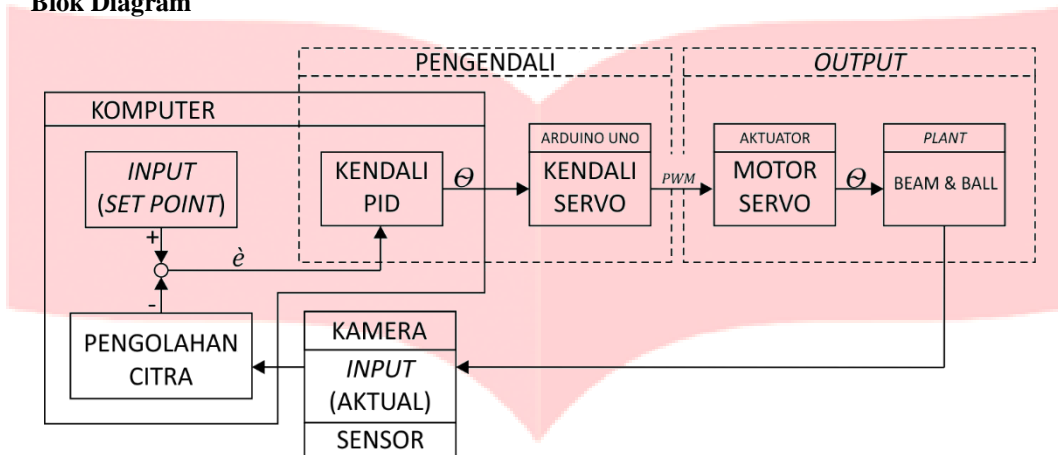 Blok Diagram
PENGENDALI
OUTPUT
KOMPUTER
INPUT
(SET POINT)
+
-
è
KENDALI
PID
Θ
ARDUINO UNO
KENDALI
SERVO
PWM
AKTUATOR
MOTOR
SERVO
Θ
PLANT
BEAM & BALL
PENGOLAHAN
CITRA
KAMERA
INPUT
(AKTUAL)
SENSOR